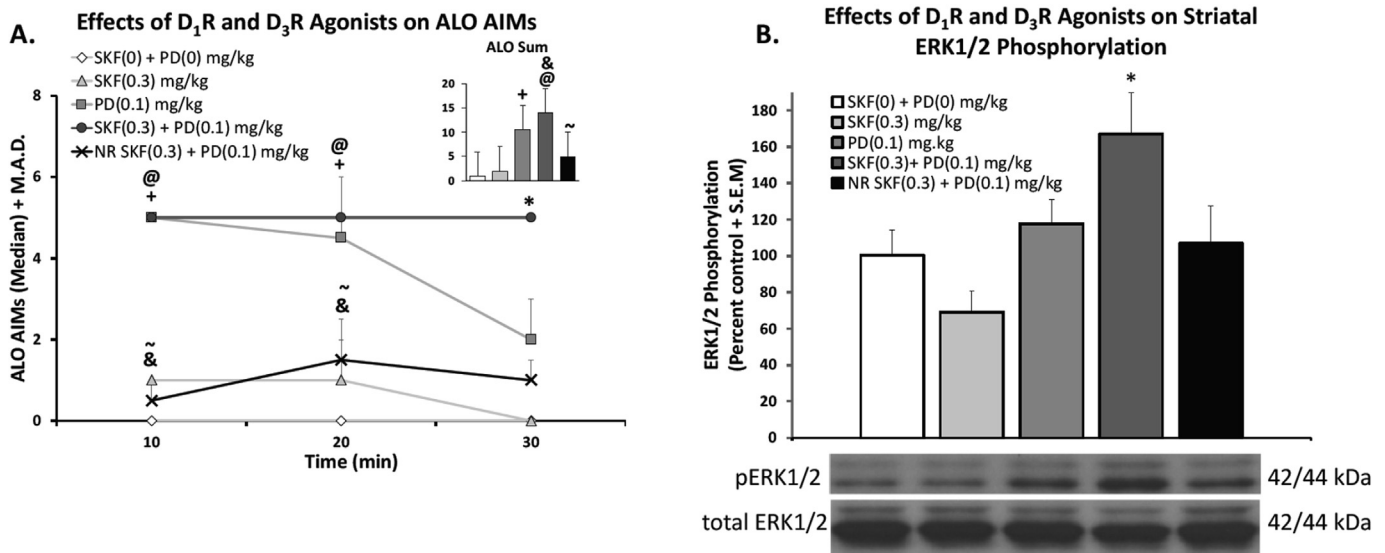 A.
Effects of D₁R and D₃R Agonists on ALO AIMs
SKF(0) + PD(0) mg/kg
SKF(0.3) mg/kg
PD(0.1) mg/kg
SKF(0.3) + PD(0.1) mg/kg
NR SKF(0.3) + PD(0.1) mg/kg
ALO Sum
20
15
10
5
0
+
&
@
~
ALO AIMs (Median) + M.A.D.
8
6
4
2
0
@
+
@
+
*
~
&
~
&
10
20
30
Time (min)
B.
Effects of D₁R and D₃R Agonists on Striatal
ERK1/2 Phosphorylation
SKF(0) + PD(0) mg/kg
SKF(0.3) mg/kg
PD(0.1) mg.kg
SKF(0.3)+ PD(0.1) mg/kg
NR SKF(0.3) + PD(0.1) mg/kg
*
ERK1/2 Phosphorylation
(Percent control + S.E.M)
180
160
140
120
100
80
60
40
20
0
pERK1/2
42/44 kDa
total ERK1/2
42/44 kDa